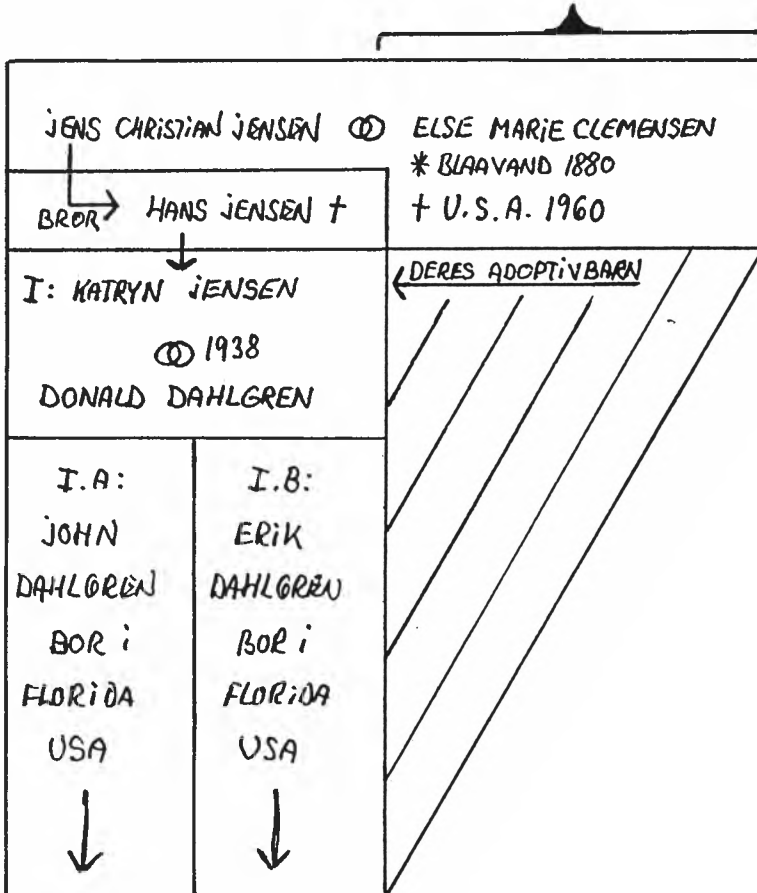 JENS CHRISTIAN JENSEN ⚭ ELSE MARIE CLEMENSEN
* BLAAVAND 1880
† U.S.A. 1960
BROR → HANS JENSEN †
← DERES ADOPTIVBARN
I: KATRYN JENSEN
⚭ 1938
DONALD DAHLGREN
I.A:
JOHN
DAHLGREN
BOR i
FLORIDA
USA
I.B:
ERIK
DAHLGREN
BOR i
FLORIDA
USA